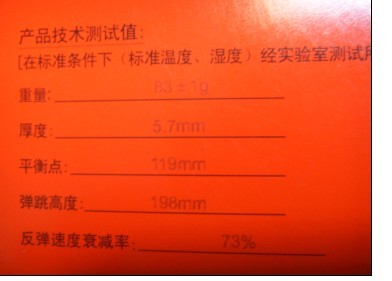 产品技术测试值:
[在标准条件下(标准温度、湿度)经实验室测试所
重量: 83±1g
厚度: 5.7mm
平衡点: 119mm
弹跳高度: 198mm
反弹速度衰减率: 73%